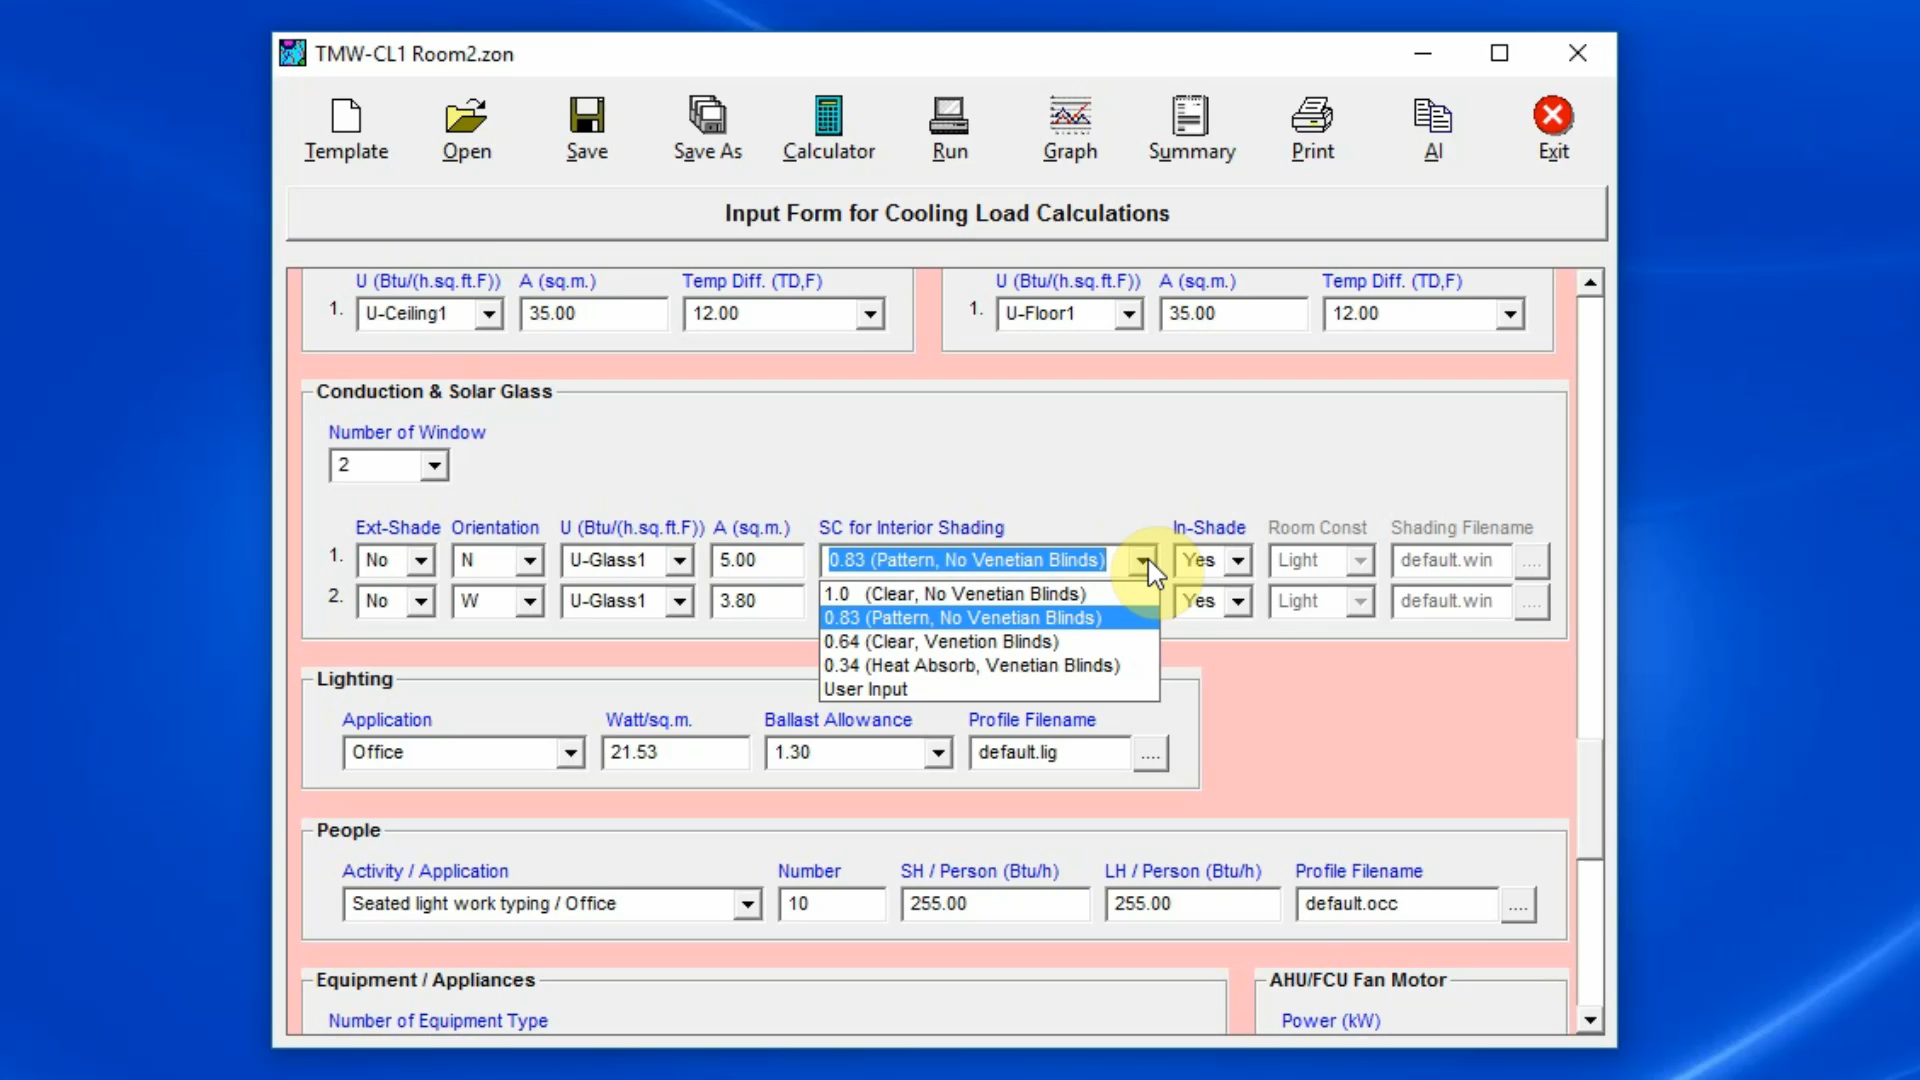 TMW-CL1 Room2.zon
Template Open Save Save As Calculator Run Graph Summary Print AI Exit
Input Form for Cooling Load Calculations
U (Btu/(h.sq.ft.F)) A (sq.m.) Temp Diff. (TD,F) U (Btu/(h.sq.ft.F)) A (sq.m.) Temp Diff. (TD,F)
1. U-Ceiling1 35.00 12.00 1. U-Floor1 35.00 12.00
Conduction & Solar Glass
Number of Window
2
Ext-Shade Orientation U (Btu/(h.sq.ft.F)) A (sq.m.) SC for Interior Shading In-Shade Room Const Shading Filename
1. No N U-Glass1 5.00 0.83 (Pattern, No Venetian Blinds) Yes Light default.win ....
2. No W U-Glass1 3.80 Yes Light default.win ....
1.0 (Clear, No Venetian Blinds)
0.83 (Pattern, No Venetian Blinds)
0.64 (Clear, Venetion Blinds)
0.34 (Heat Absorb, Venetian Blinds)
User Input
Lighting
Application Watt/sq.m. Ballast Allowance Profile Filename
Office 21.53 1.30 default.lig ....
People
Activity / Application Number SH / Person (Btu/h) LH / Person (Btu/h) Profile Filename
Seated light work typing / Office 10 255.00 255.00 default.occ ....
Equipment / Appliances AHU/FCU Fan Motor
Number of Equipment Type Power (kW)